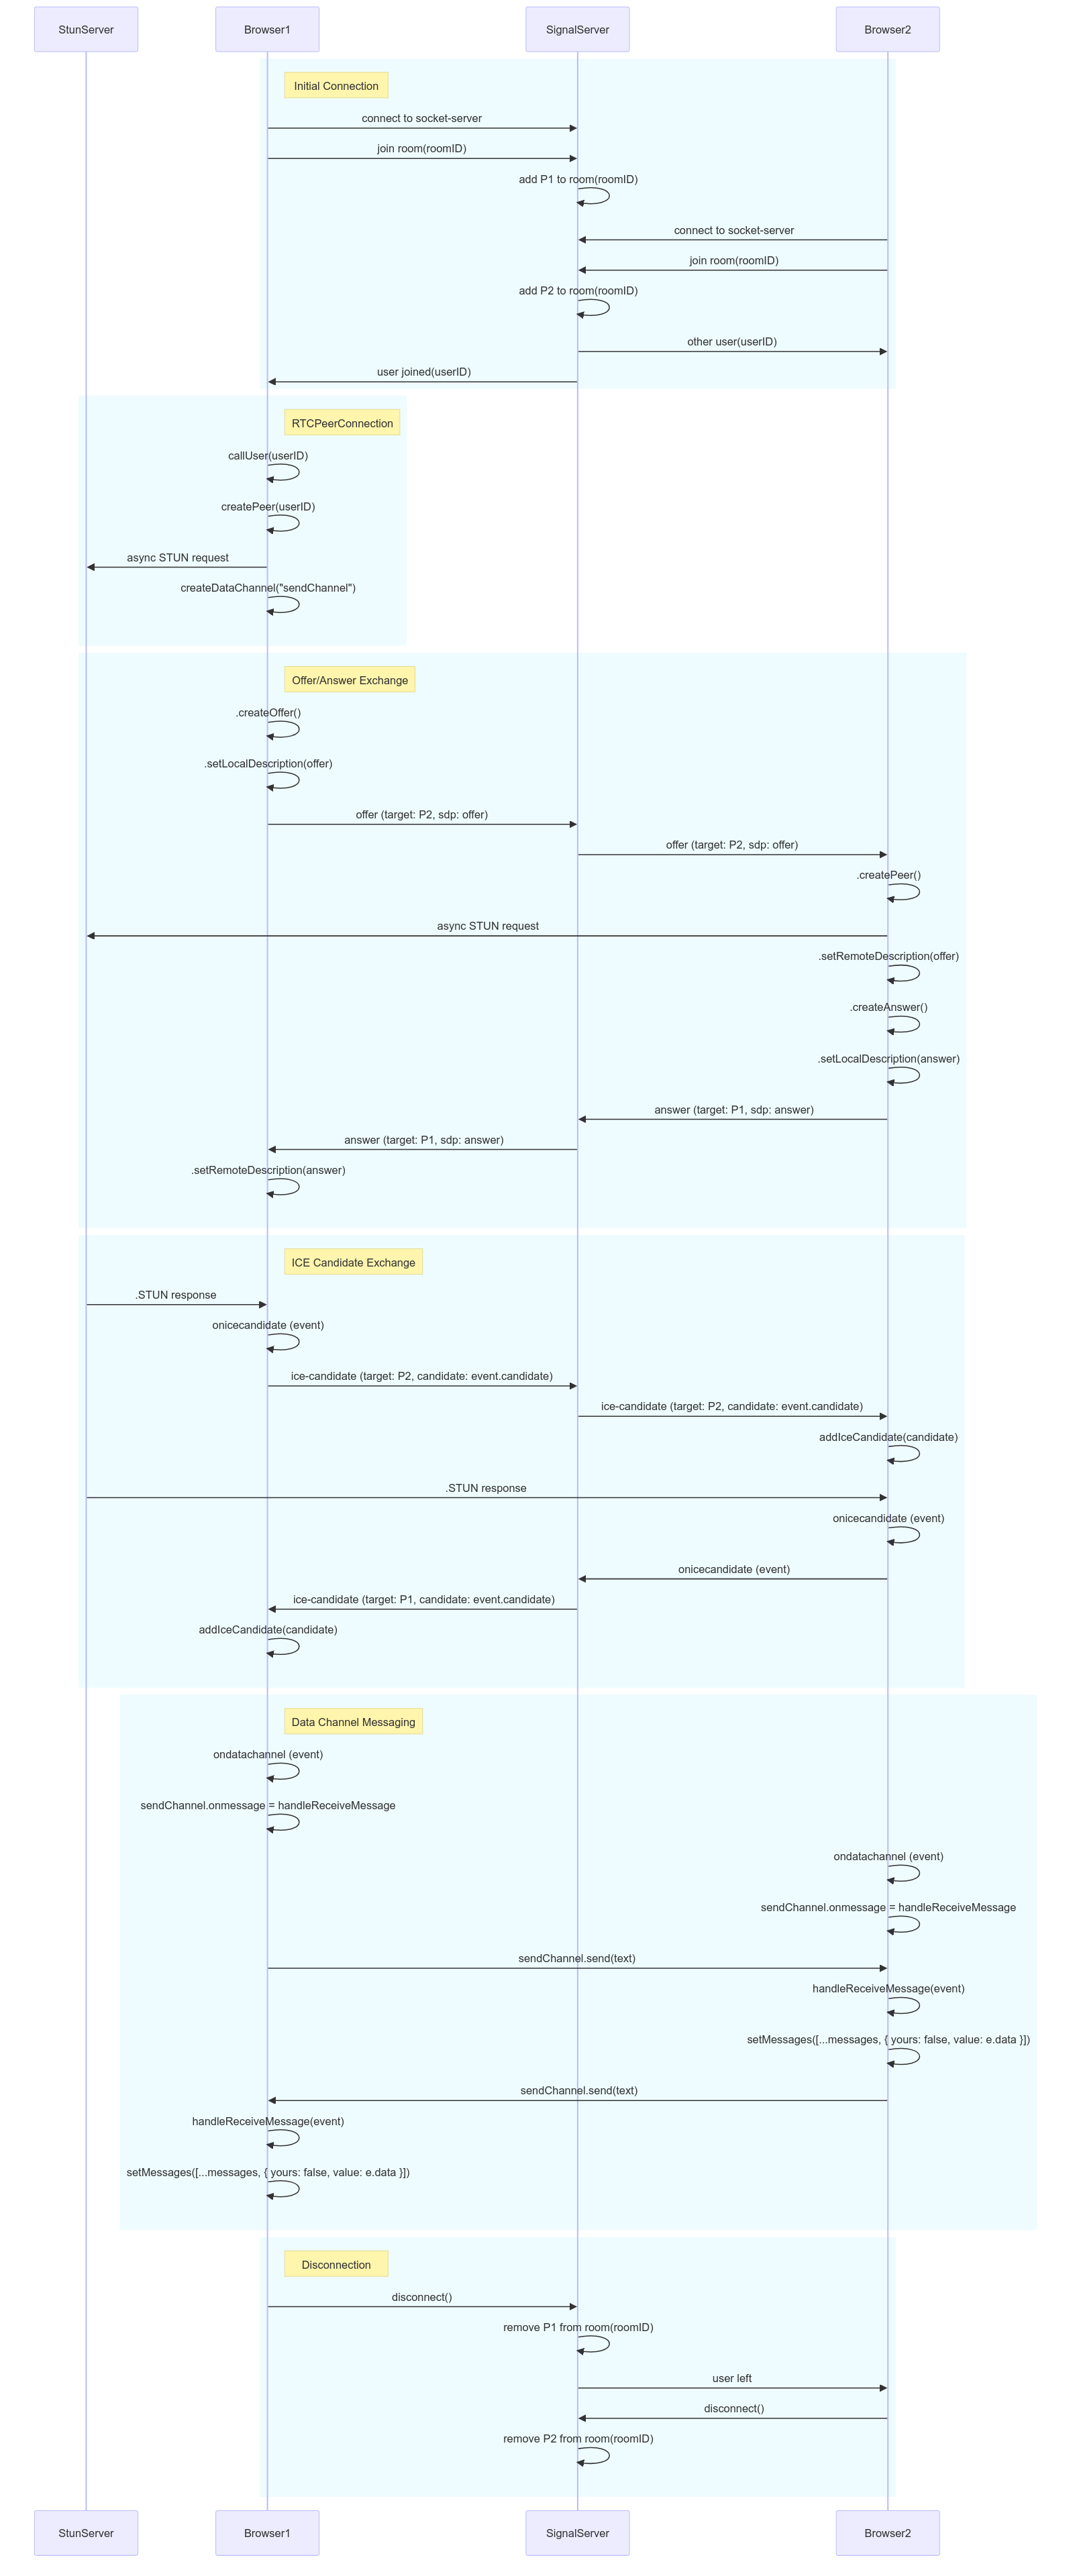 StunServer
Browser1
SignalServer
Browser2
Initial Connection
connect to socket-server
join room(roomID)
add P1 to room(roomID)
connect to socket-server
join room(roomID)
add P2 to room(roomID)
other user(userID)
user joined(userID)
RTCPeerConnection
callUser(userID)
createPeer(userID)
async STUN request
createDataChannel("sendChannel")
Offer/Answer Exchange
.createOffer()
.setLocalDescription(offer)
offer (target: P2, sdp: offer)
offer (target: P2, sdp: offer)
.createPeer()
async STUN request
.setRemoteDescription(offer)
.createAnswer()
.setLocalDescription(answer)
answer (target: P1, sdp: answer)
answer (target: P1, sdp: answer)
.setRemoteDescription(answer)
ICE Candidate Exchange
.STUN response
onicecandidate (event)
ice-candidate (target: P2, candidate: event.candidate)
ice-candidate (target: P2, candidate: event.candidate)
addIceCandidate(candidate)
.STUN response
onicecandidate (event)
onicecandidate (event)
ice-candidate (target: P1, candidate: event.candidate)
addIceCandidate(candidate)
Data Channel Messaging
ondatachannel (event)
sendChannel.onmessage = handleReceiveMessage
ondatachannel (event)
sendChannel.onmessage = handleReceiveMessage
sendChannel.send(text)
handleReceiveMessage(event)
setMessages([...messages, { yours: false, value: e.data }])
sendChannel.send(text)
handleReceiveMessage(event)
setMessages([...messages, { yours: false, value: e.data }])
Disconnection
disconnect()
remove P1 from room(roomID)
user left
disconnect()
remove P2 from room(roomID)
StunServer
Browser1
SignalServer
Browser2